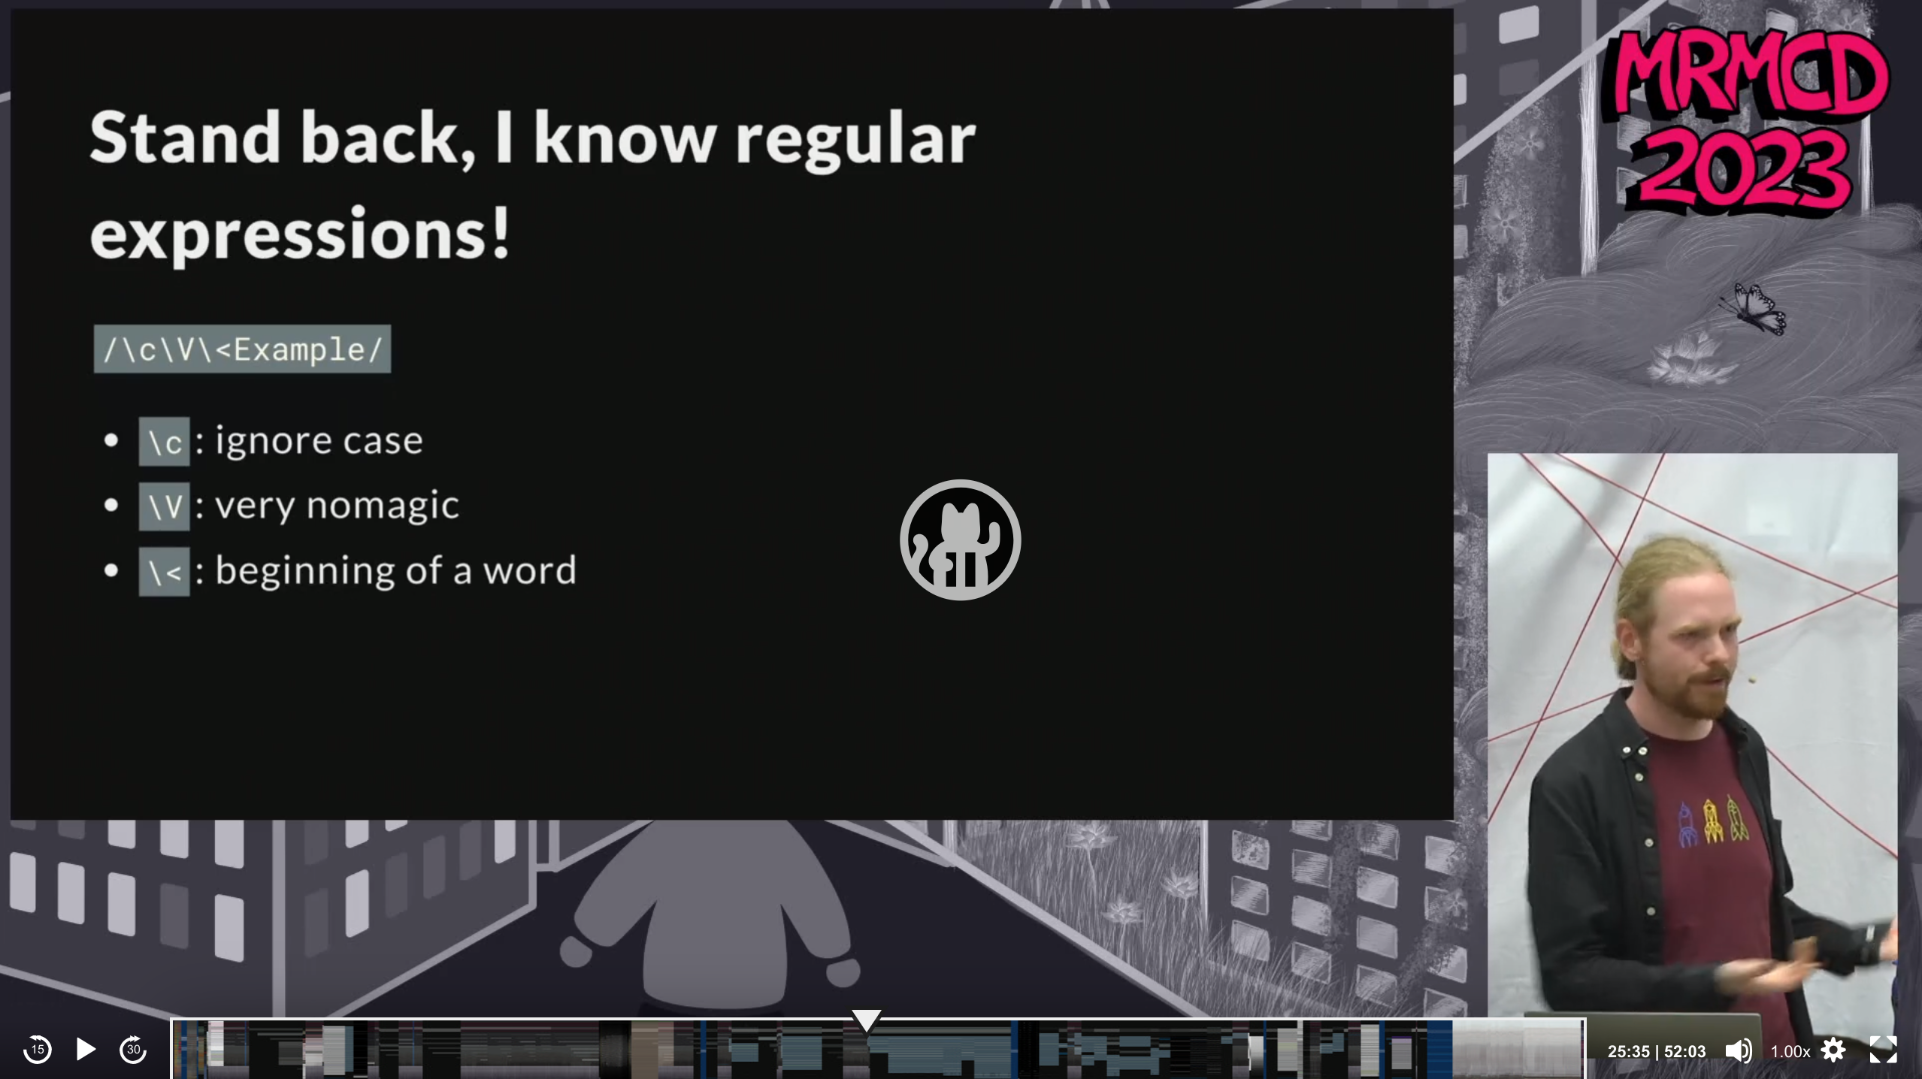 Stand back, I know regular
expressions!
/\c\V\<Example/
\c : ignore case
\V : very nomagic
\< : beginning of a word
MRMCD
2023
15
30
25:35 | 52:03
1.00x